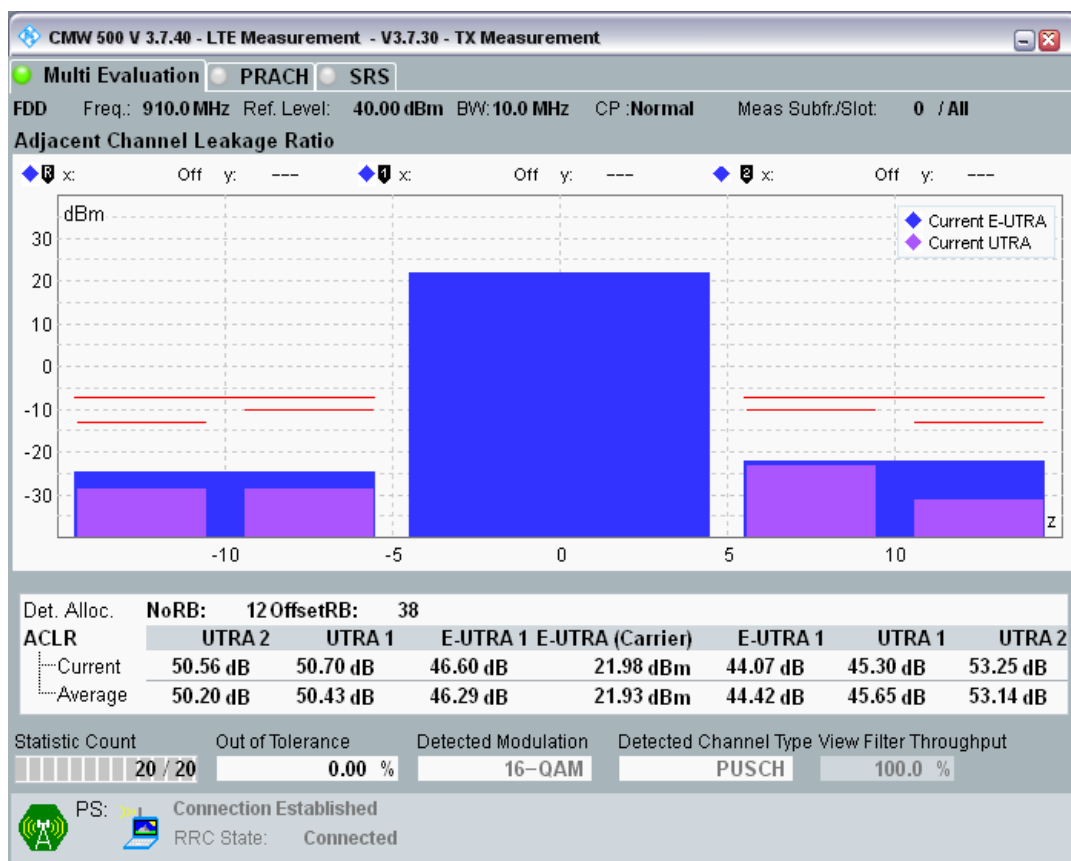 CMW 500 V 3.7.40 - LTE Measurement - V3.7.30 - TX Measurement
Multi Evaluation PRACH SRS
FDD Freq.: 910.0 MHz Ref. Level: 40.00 dBm BW: 10.0 MHz CP :Normal Meas Subfr./Slot: 0 / All
Adjacent Channel Leakage Ratio
R x: Off y: --- 1 x: Off y: --- 2 x: Off y: ---
dBm
Current E-UTRA
Current UTRA
30
20
10
0
-10
-20
-30
z
-10 -5 0 5 10
Det. Alloc. NoRB: 12 OffsetRB: 38
ACLR UTRA 2 UTRA 1 E-UTRA 1 E-UTRA (Carrier) E-UTRA 1 UTRA 1 UTRA 2
Current 50.56 dB 50.70 dB 46.60 dB 21.98 dBm 44.07 dB 45.30 dB 53.25 dB
Average 50.20 dB 50.43 dB 46.29 dB 21.93 dBm 44.42 dB 45.65 dB 53.14 dB
Statistic Count Out of Tolerance Detected Modulation Detected Channel Type View Filter Throughput
20 / 20 0.00 % 16-QAM PUSCH 100.0 %
PS: Connection Established
RRC State: Connected